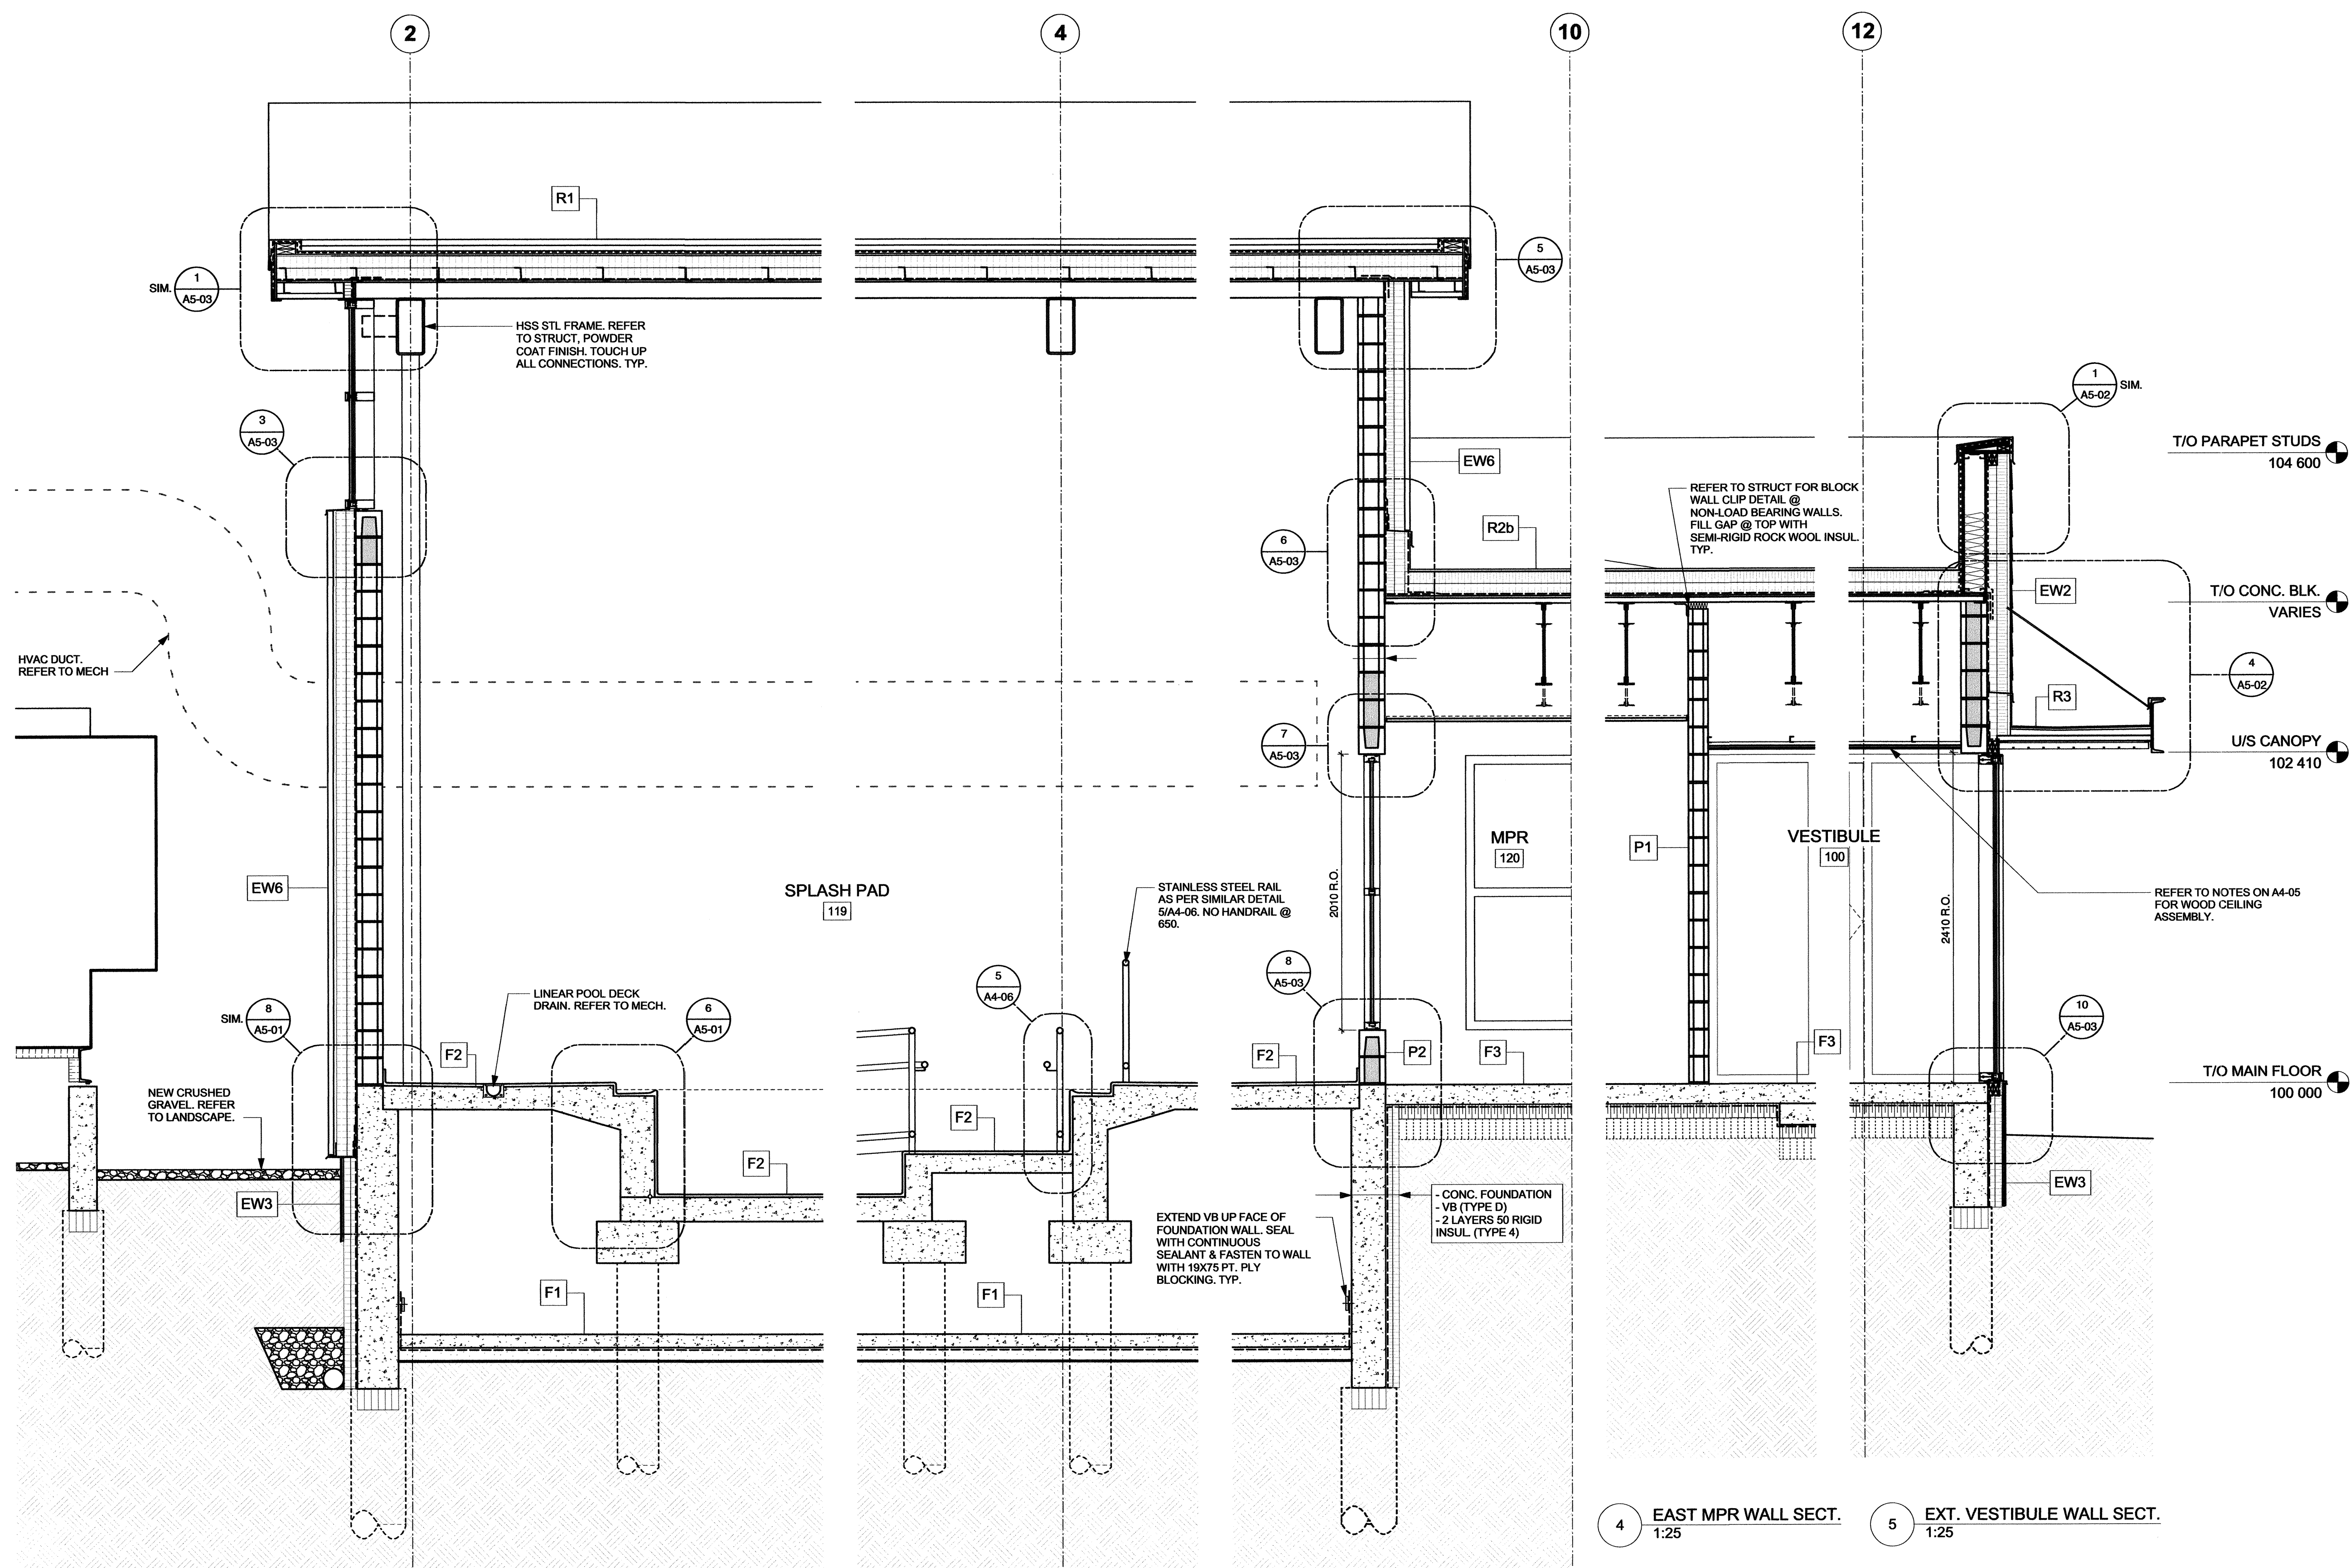 2
4
10
12
R1
1
A5-03
SIM.
5
A5-03
HSS STL FRAME. REFER
TO STRUCT, POWDER
COAT FINISH. TOUCH UP
ALL CONNECTIONS. TYP.
1
A5-02
SIM.
3
A5-03
T/O PARAPET STUDS
104 600
EW6
REFER TO STRUCT FOR BLOCK
WALL CLIP DETAIL @
NON-LOAD BEARING WALLS.
FILL GAP @ TOP WITH
SEMI-RIGID ROCK WOOL INSUL.
TYP.
R2b
6
A5-03
EW2
T/O CONC. BLK.
VARIES
HVAC DUCT.
REFER TO MECH
4
A5-02
R3
7
A5-03
U/S CANOPY
102 410
MPR
120
P1
VESTIBULE
100
EW6
SPLASH PAD
119
STAINLESS STEEL RAIL
AS PER SIMILAR DETAIL
5/A4-06. NO HANDRAIL @
650.
2010 R.O.
2410 R.O.
REFER TO NOTES ON A4-05
FOR WOOD CEILING
ASSEMBLY.
LINEAR POOL DECK
DRAIN. REFER TO MECH.
5
A4-06
8
A5-03
SIM.
8
A5-01
6
A5-01
10
A5-03
F2
F2
P2
F3
F3
T/O MAIN FLOOR
100 000
NEW CRUSHED
GRAVEL. REFER
TO LANDSCAPE.
F2
F2
EW3
EW3
- CONC. FOUNDATION
- VB (TYPE D)
- 2 LAYERS 50 RIGID
INSUL. (TYPE 4)
EXTEND VB UP FACE OF
FOUNDATION WALL. SEAL
WITH CONTINUOUS
SEALANT & FASTEN TO WALL
WITH 19X75 PT. PLY
BLOCKING. TYP.
F1
F1
4
EAST MPR WALL SECT.
1:25
5
EXT. VESTIBULE WALL SECT.
1:25